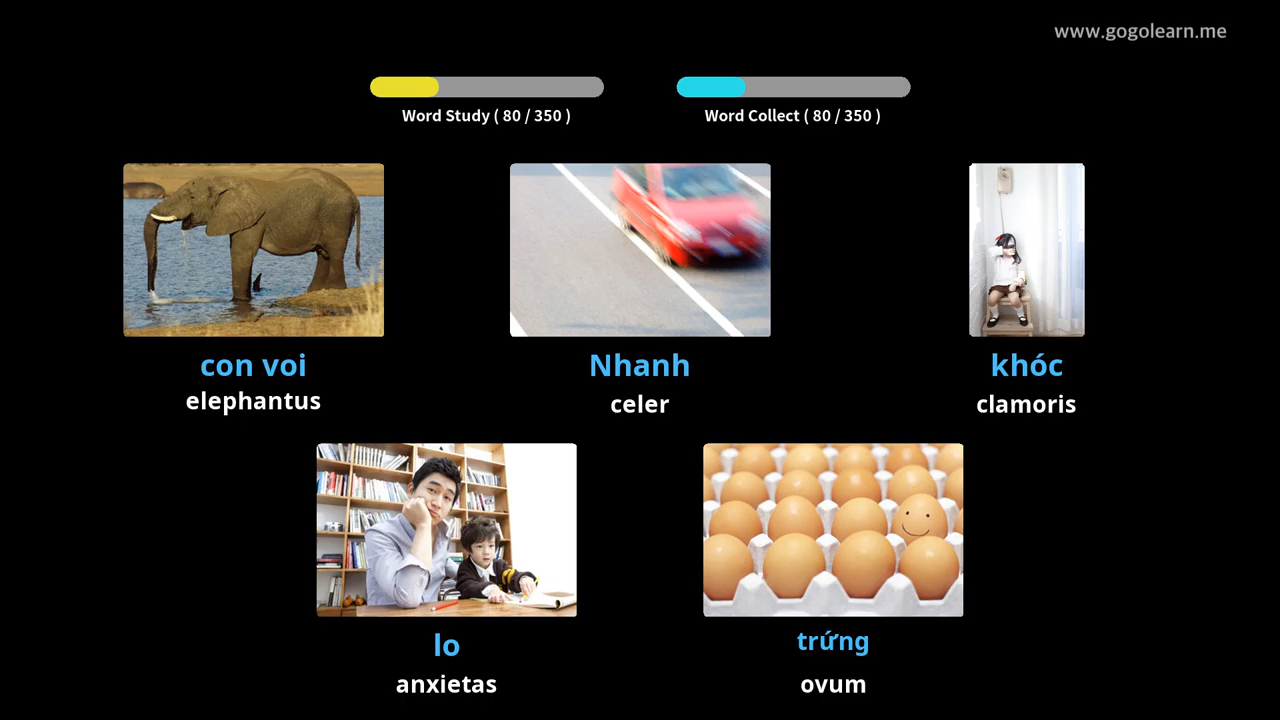 www.gogolearn.me
Word Study ( 80 / 350 )
Word Collect ( 80 / 350 )
con voi
elephantus
Nhanh
celer
khóc
clamoris
lo
anxietas
trứng
ovum